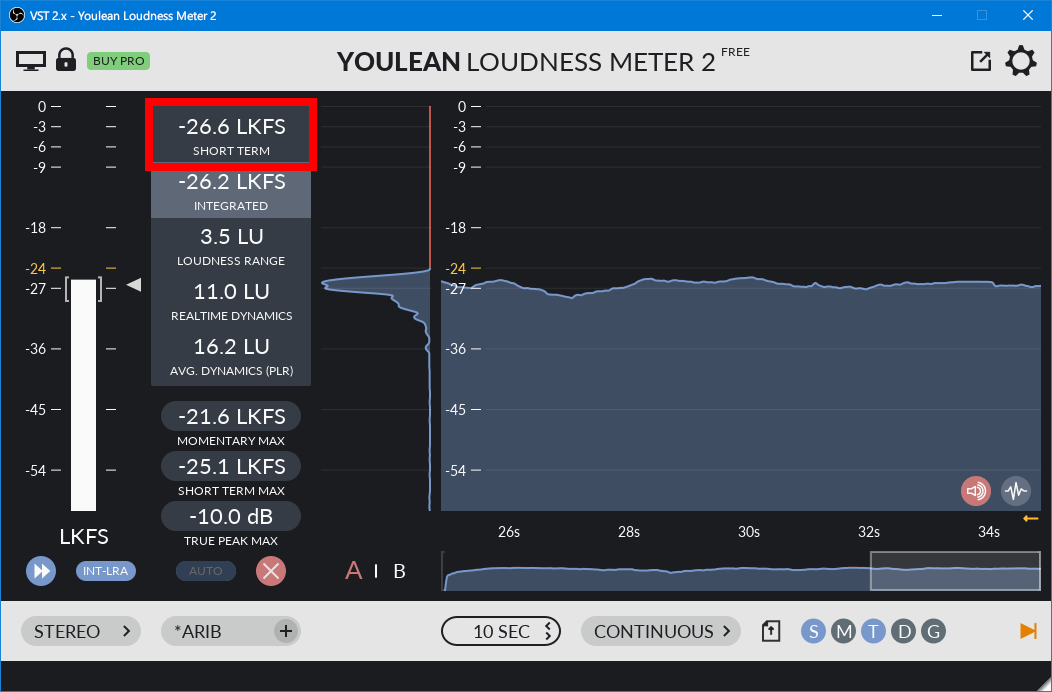 VST 2.x - Youlean Loudness Meter 2
BUY PRO
YOULEAN LOUDNESS METER 2 FREE
0
-3
-6
-9
-18
-24
-27
-36
-45
-54
LKFS
INT-LRA
-26.6 LKFS
SHORT TERM
-26.2 LKFS
INTEGRATED
3.5 LU
LOUDNESS RANGE
11.0 LU
REALTIME DYNAMICS
16.2 LU
AVG. DYNAMICS (PLR)
-21.6 LKFS
MOMENTARY MAX
-25.1 LKFS
SHORT TERM MAX
-10.0 dB
TRUE PEAK MAX
AUTO
0
-3
-6
-9
-18
-24
-27
-36
-45
-54
26s 28s 30s 32s 34s
A I B
STEREO *ARIB + 10 SEC CONTINUOUS S M T D G